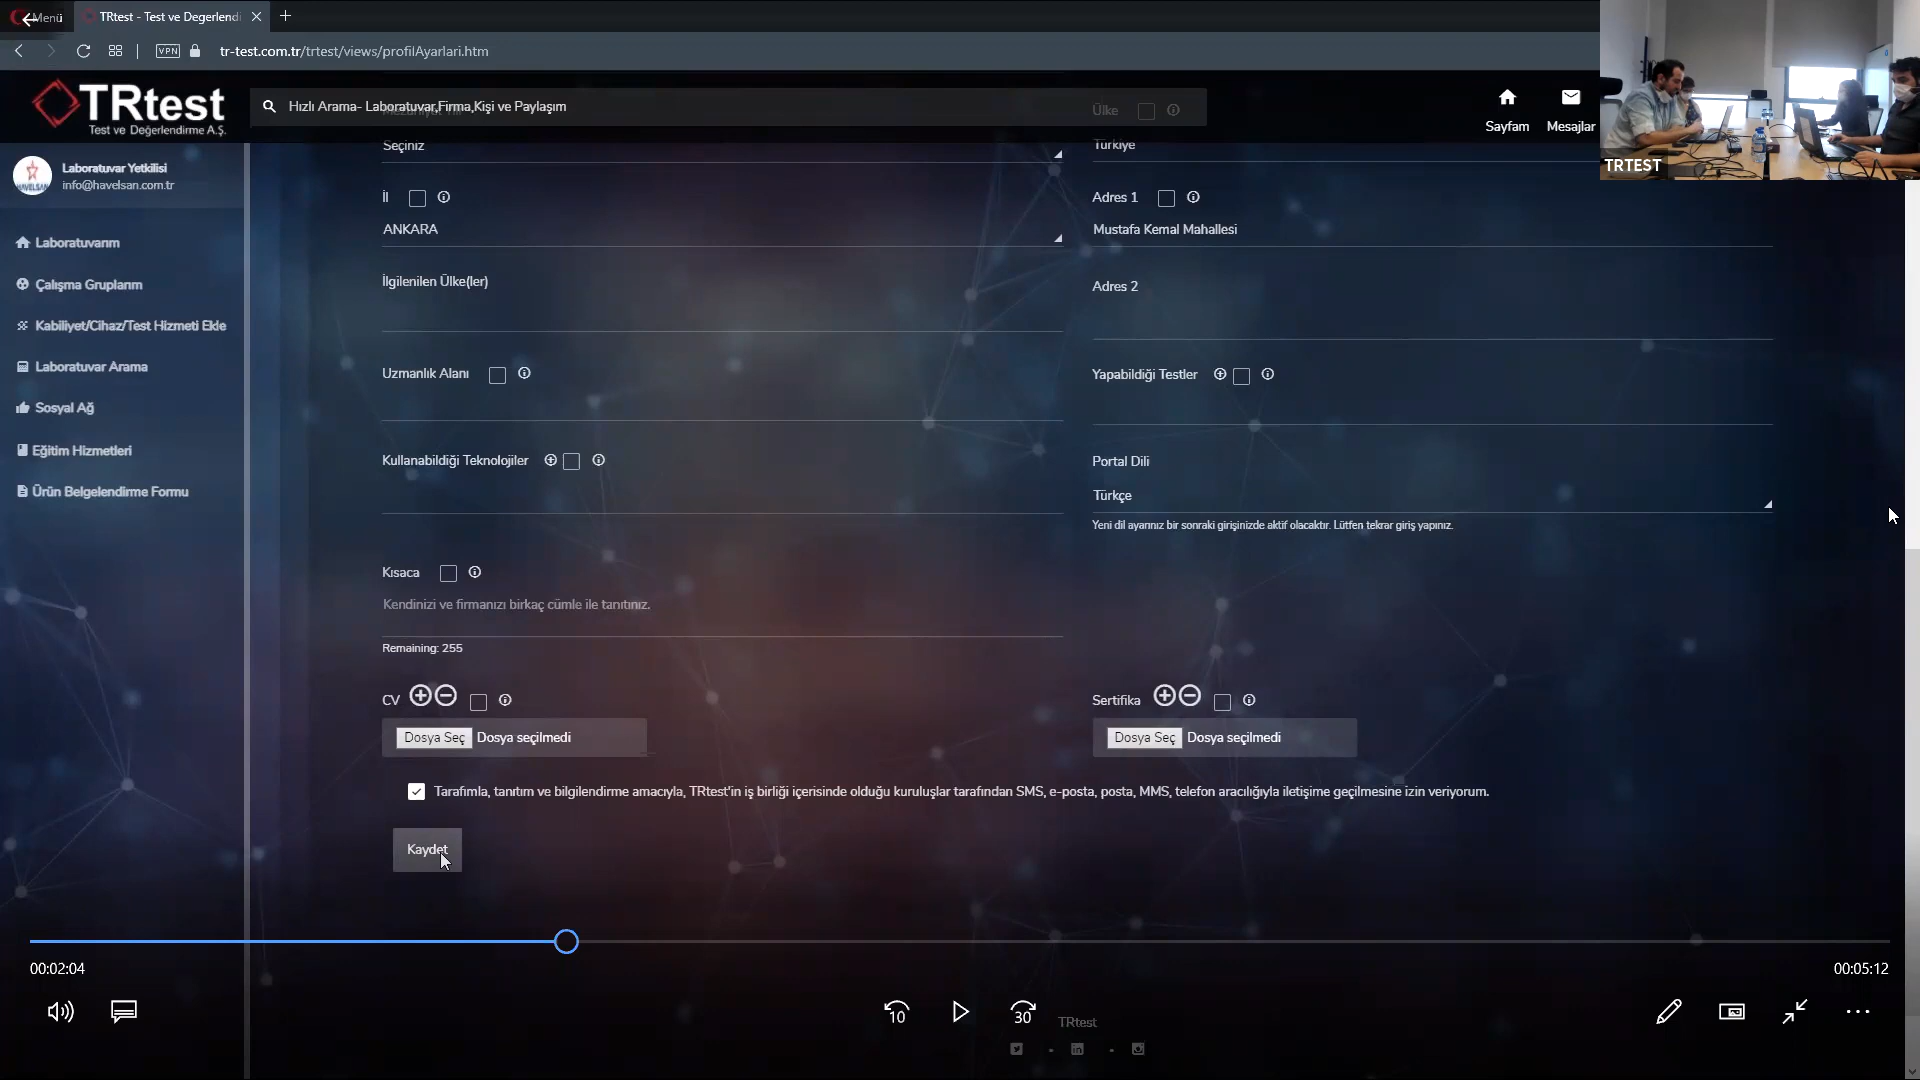 Menü
TRtest - Test ve Degerlendi
tr-test.com.tr/trtest/views/profilAyarlari.htm
VPN
TRtest
Test ve Değerlendirme A.Ş.
Hızlı Arama- Laboratuvar,Firma,Kişi ve Paylaşım
Sayfam
Mesajlar
TRTEST
Laboratuvar Yetkilisi
info@havelsan.com.tr
HAVELSAN
Laboratuvarım
Çalışma Gruplarım
Kabiliyet/Cihaz/Test Hizmeti Ekle
Laboratuvar Arama
Sosyal Ağ
Eğitim Hizmetleri
Ürün Belgelendirme Formu
Mezuniyet Yılı
Ülke
Seçiniz
Türkiye
İl
Adres 1
ANKARA
Mustafa Kemal Mahallesi
İlgilenilen Ülke(ler)
Adres 2
Uzmanlık Alanı
Yapabildiği Testler
Kullanabildiği Teknolojiler
Portal Dili
Türkçe
Yeni dil ayarınız bir sonraki girişinizde aktif olacaktır. Lütfen tekrar giriş yapınız.
Kısaca
Kendinizi ve firmanızı birkaç cümle ile tanıtınız.
Remaining: 255
CV
Sertifika
Dosya Seç Dosya seçilmedi
Dosya Seç Dosya seçilmedi
Tarafımla, tanıtım ve bilgilendirme amacıyla, TRtest'in iş birliği içerisinde olduğu kuruluşlar tarafından SMS, e-posta, posta, MMS, telefon aracılığıyla iletişime geçilmesine izin veriyorum.
Kaydet
00:02:04
00:05:12
10
30
TRtest